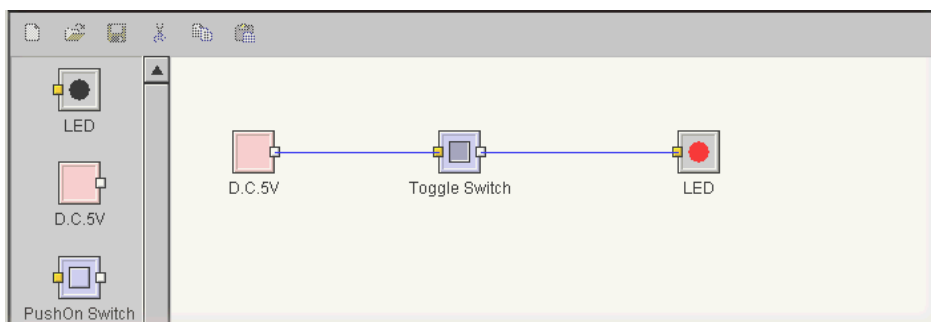 LED
D.C.5V
PushOn Switch
D.C.5V
Toggle Switch
LED